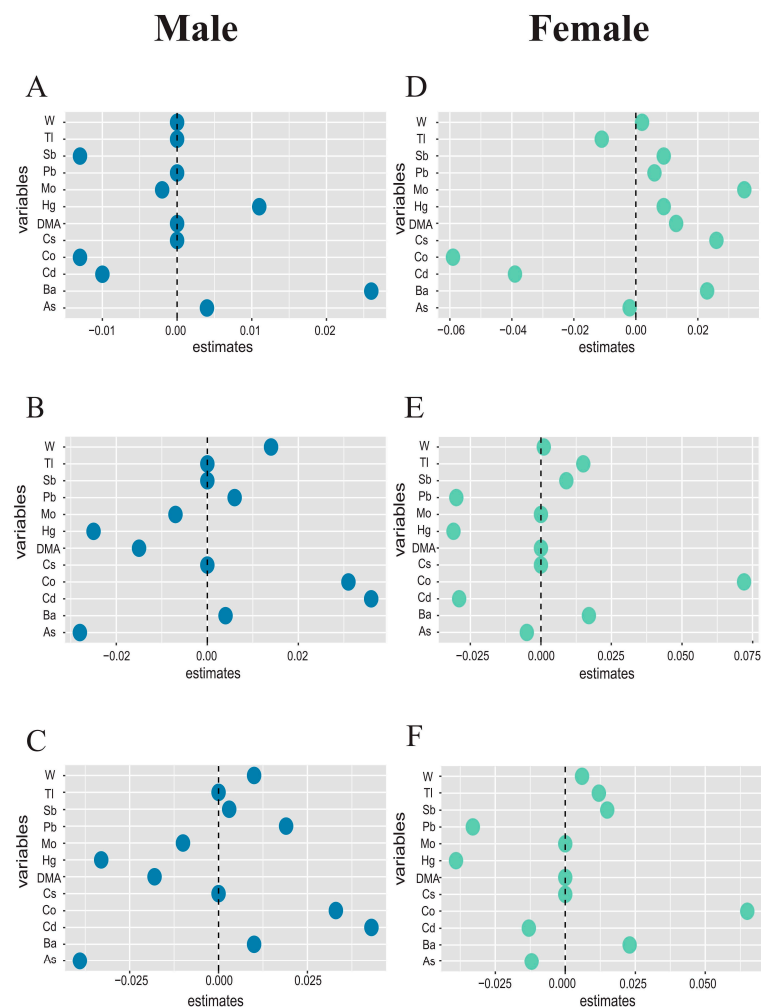 Male
Female
A
W
Tl
Sb
Pb
Mo
Hg
DMA
Cs
Co
Cd
Ba
As
variables
−0.01 0.00 0.01 0.02
estimates
D
W
Tl
Sb
Pb
Mo
Hg
DMA
Cs
Co
Cd
Ba
As
variables
−0.06 −0.04 −0.02 0.00 0.02
estimates
B
W
Tl
Sb
Pb
Mo
Hg
DMA
Cs
Co
Cd
Ba
As
variables
−0.02 0.00 0.02
estimates
E
W
Tl
Sb
Pb
Mo
Hg
DMA
Cs
Co
Cd
Ba
As
variables
−0.025 0.000 0.025 0.050 0.075
estimates
C
W
Tl
Sb
Pb
Mo
Hg
DMA
Cs
Co
Cd
Ba
As
variables
−0.025 0.000 0.025
estimates
F
W
Tl
Sb
Pb
Mo
Hg
DMA
Cs
Co
Cd
Ba
As
variables
−0.025 0.000 0.025 0.050
estimates